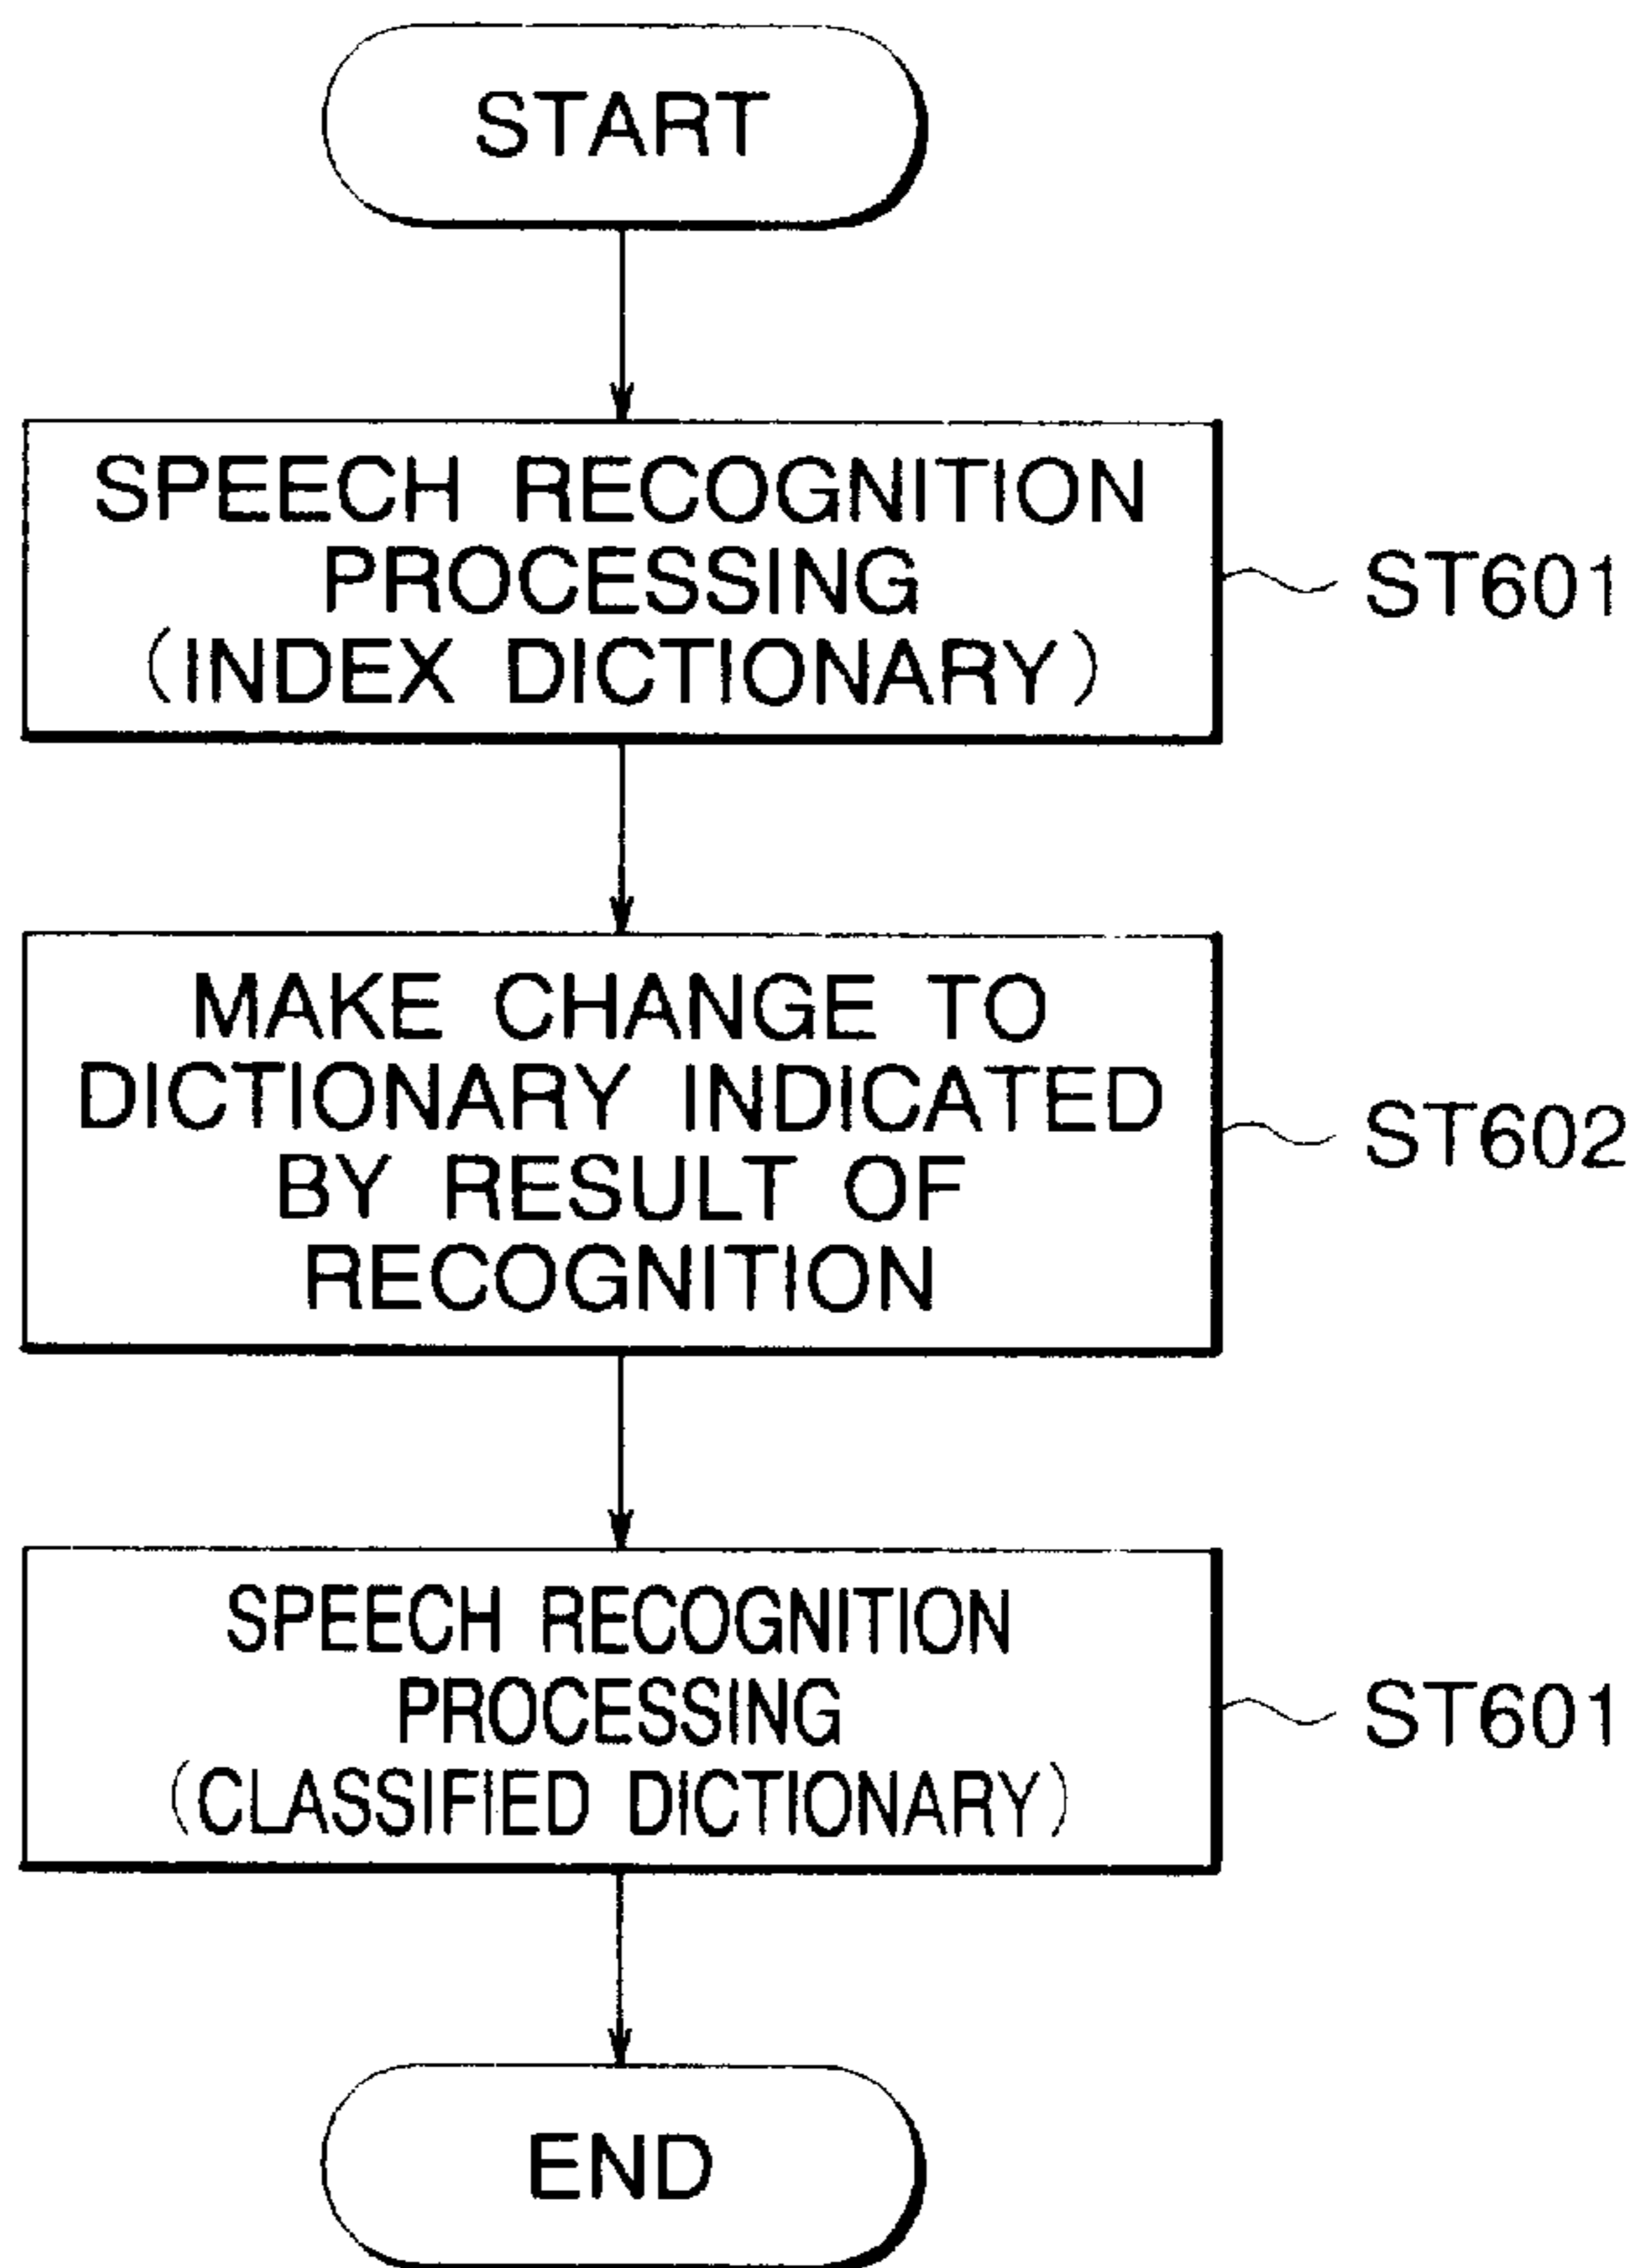 START
SPEECH RECOGNITION
PROCESSING
(INDEX DICTIONARY)
ST601
MAKE CHANGE TO
DICTIONARY INDICATED
BY RESULT OF
RECOGNITION
ST602
SPEECH RECOGNITION
PROCESSING
(CLASSIFIED DICTIONARY)
ST601
END